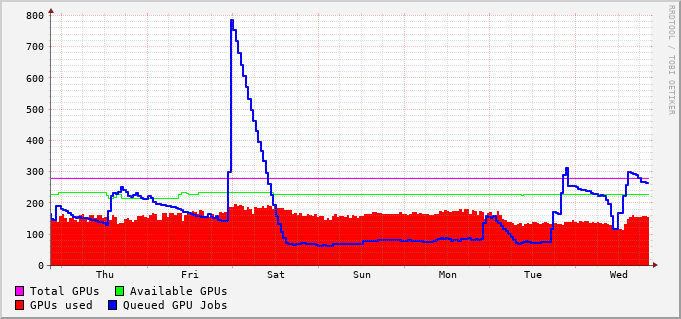 800
700
600
500
400
300
200
100
0
Thu Fri Sat Sun Mon Tue Wed
Total GPUs Available GPUs
GPUs used Queued GPU Jobs
RRDTOOL / TOBI OETIKER